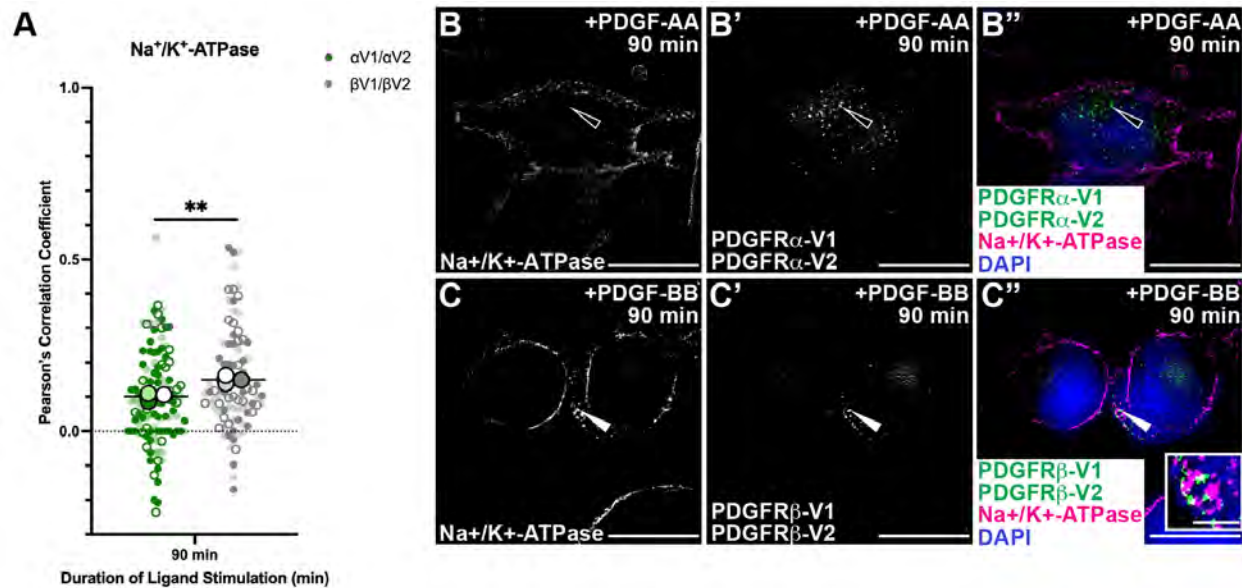 A
Na⁺/K⁺-ATPase
αV1/αV2
βV1/βV2
1.0
0.5
0.0
Pearson's Correlation Coefficient
**
90 min
Duration of Ligand Stimulation (min)
B
+PDGF-AA
90 min
Na+/K+-ATPase
B'
+PDGF-AA
90 min
PDGFRα-V1
PDGFRα-V2
B"
+PDGF-AA
90 min
PDGFRα-V1
PDGFRα-V2
Na+/K+-ATPase
DAPI
C
+PDGF-BB
90 min
Na+/K+-ATPase
C'
+PDGF-BB
90 min
PDGFRβ-V1
PDGFRβ-V2
C"
+PDGF-BB
90 min
PDGFRβ-V1
PDGFRβ-V2
Na+/K+-ATPase
DAPI